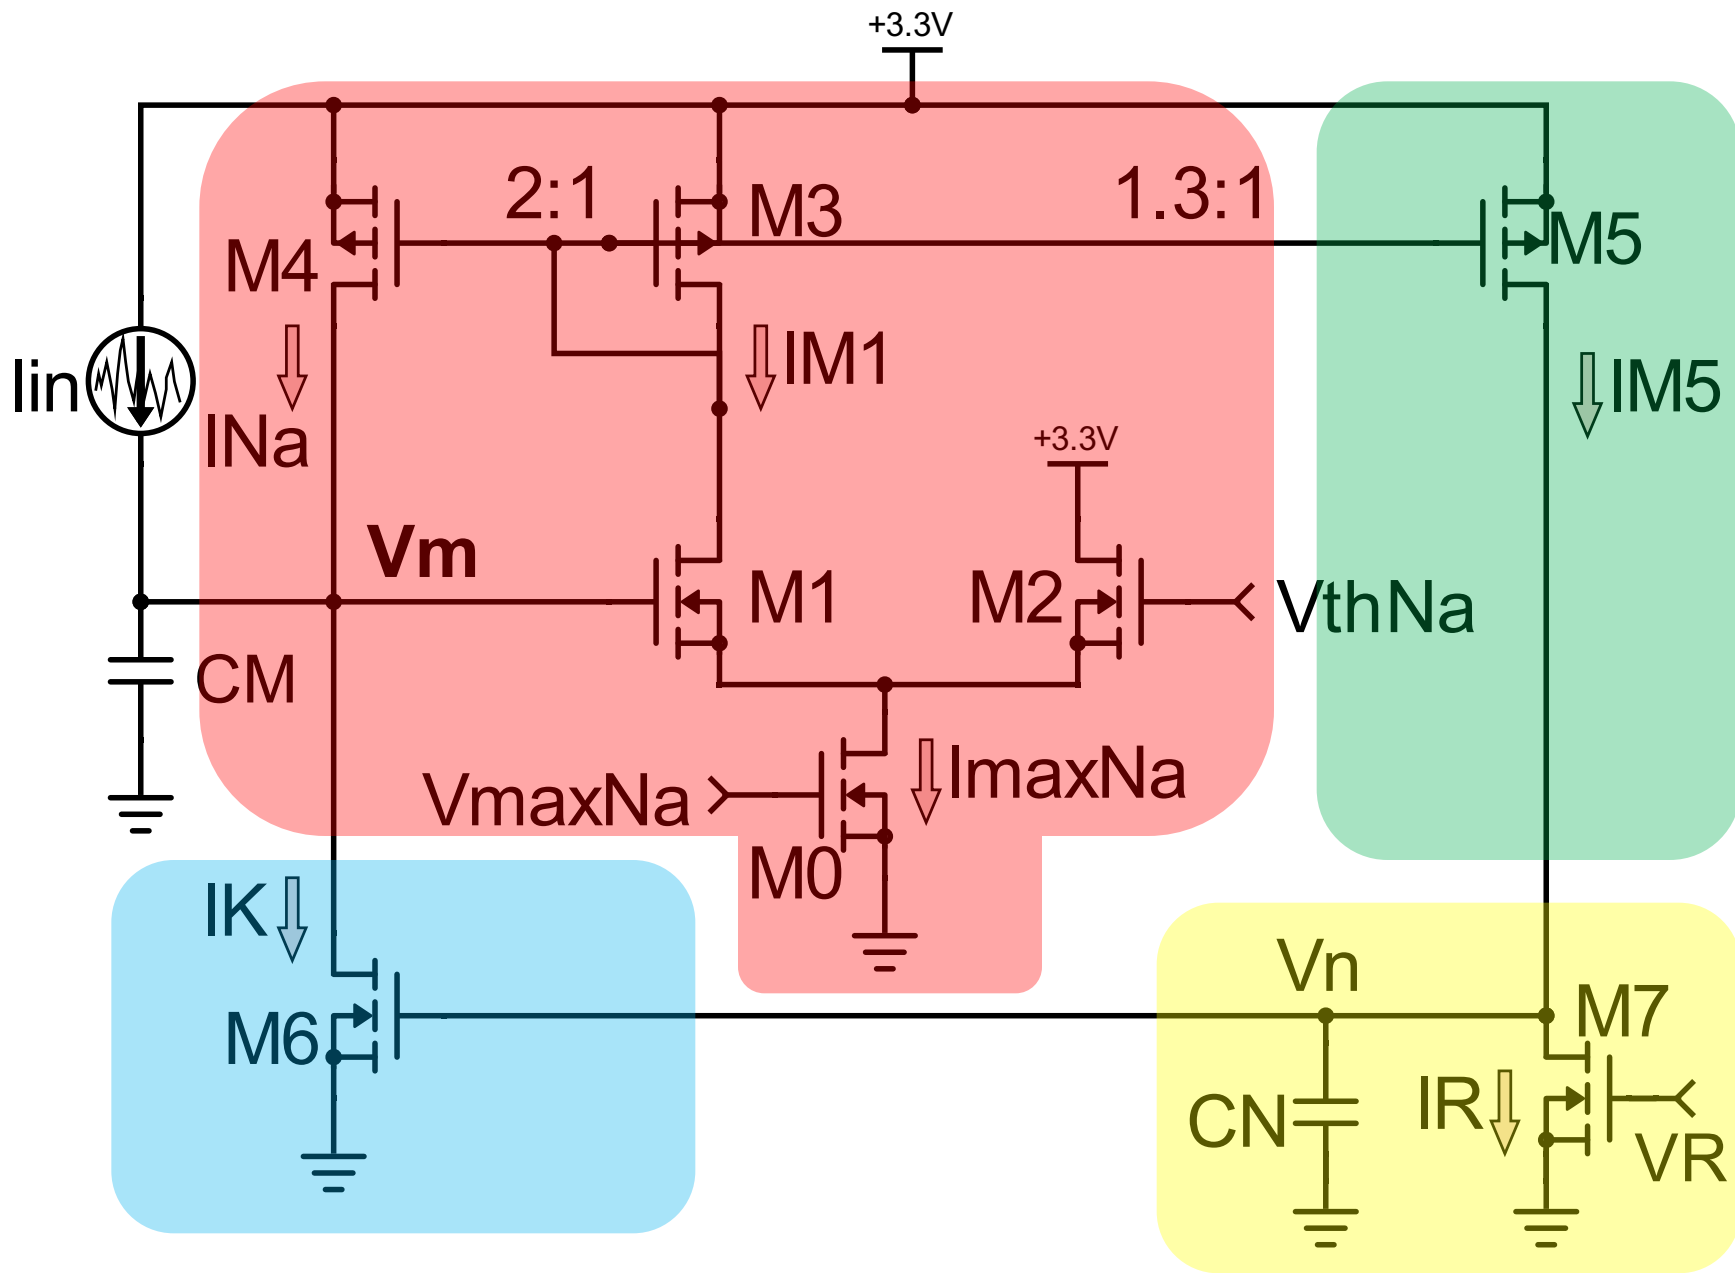 +3.3V
2:1
M3
1.3:1
M4
M5
IM1
Iin
IM5
INa
+3.3V
Vm
M1
M2
VthNa
CM
VmaxNa
ImaxNa
M0
IK
Vn
M7
M6
CN
IR
VR